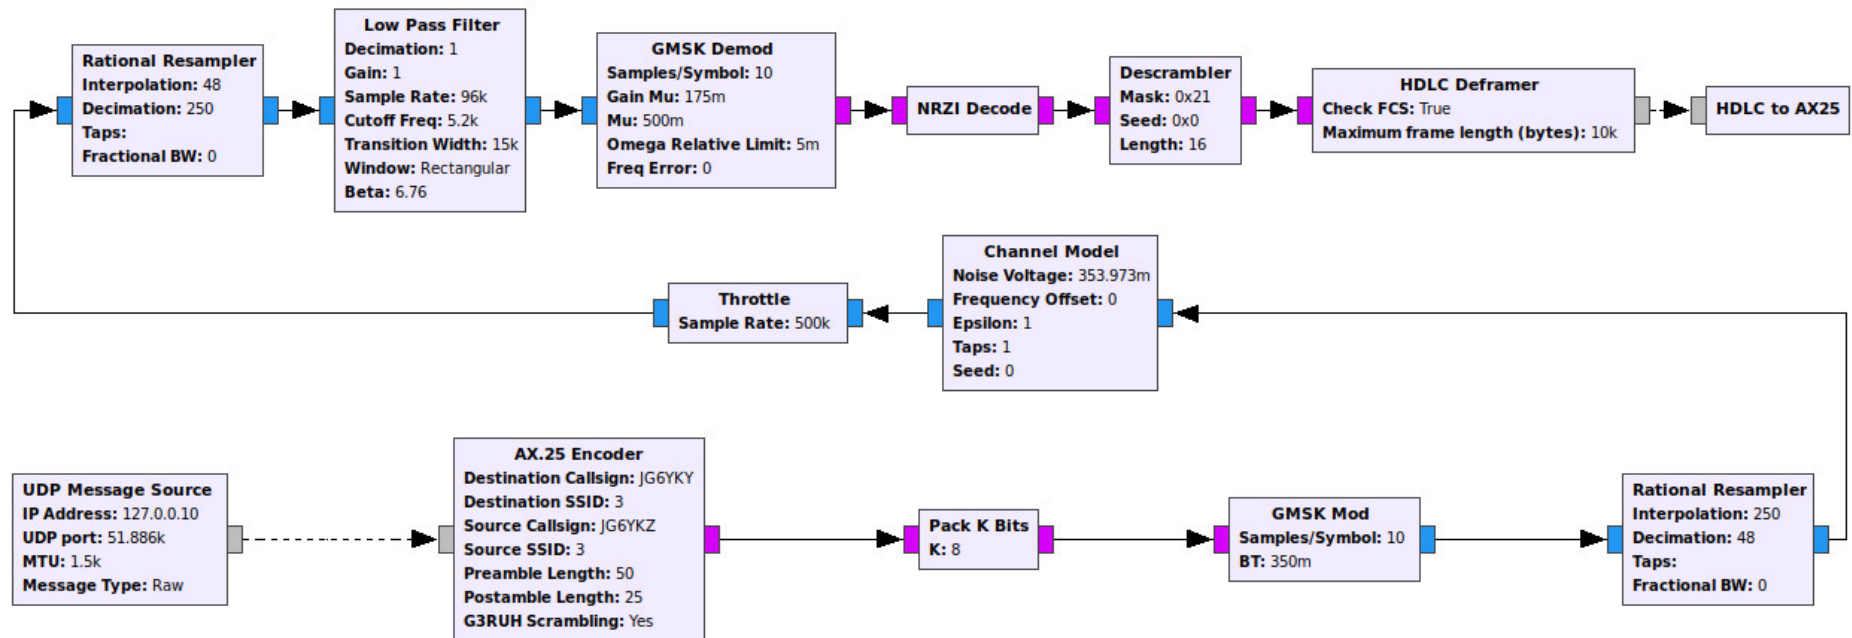 Rational Resampler
Interpolation: 48
Decimation: 250
Taps:
Fractional BW: 0
Low Pass Filter
Decimation: 1
Gain: 1
Sample Rate: 96k
Cutoff Freq: 5.2k
Transition Width: 15k
Window: Rectangular
Beta: 6.76
GMSK Demod
Samples/Symbol: 10
Gain Mu: 175m
Mu: 500m
Omega Relative Limit: 5m
Freq Error: 0
NRZI Decode
Descrambler
Mask: 0x21
Seed: 0x0
Length: 16
HDLC Deframer
Check FCS: True
Maximum frame length (bytes): 10k
HDLC to AX25
Throttle
Sample Rate: 500k
Channel Model
Noise Voltage: 353.973m
Frequency Offset: 0
Epsilon: 1
Taps: 1
Seed: 0
UDP Message Source
IP Address: 127.0.0.10
UDP port: 51.886k
MTU: 1.5k
Message Type: Raw
AX.25 Encoder
Destination Callsign: JG6YKY
Destination SSID: 3
Source Callsign: JG6YKZ
Source SSID: 3
Preamble Length: 50
Postamble Length: 25
G3RUH Scrambling: Yes
Pack K Bits
K: 8
GMSK Mod
Samples/Symbol: 10
BT: 350m
Rational Resampler
Interpolation: 250
Decimation: 48
Taps:
Fractional BW: 0